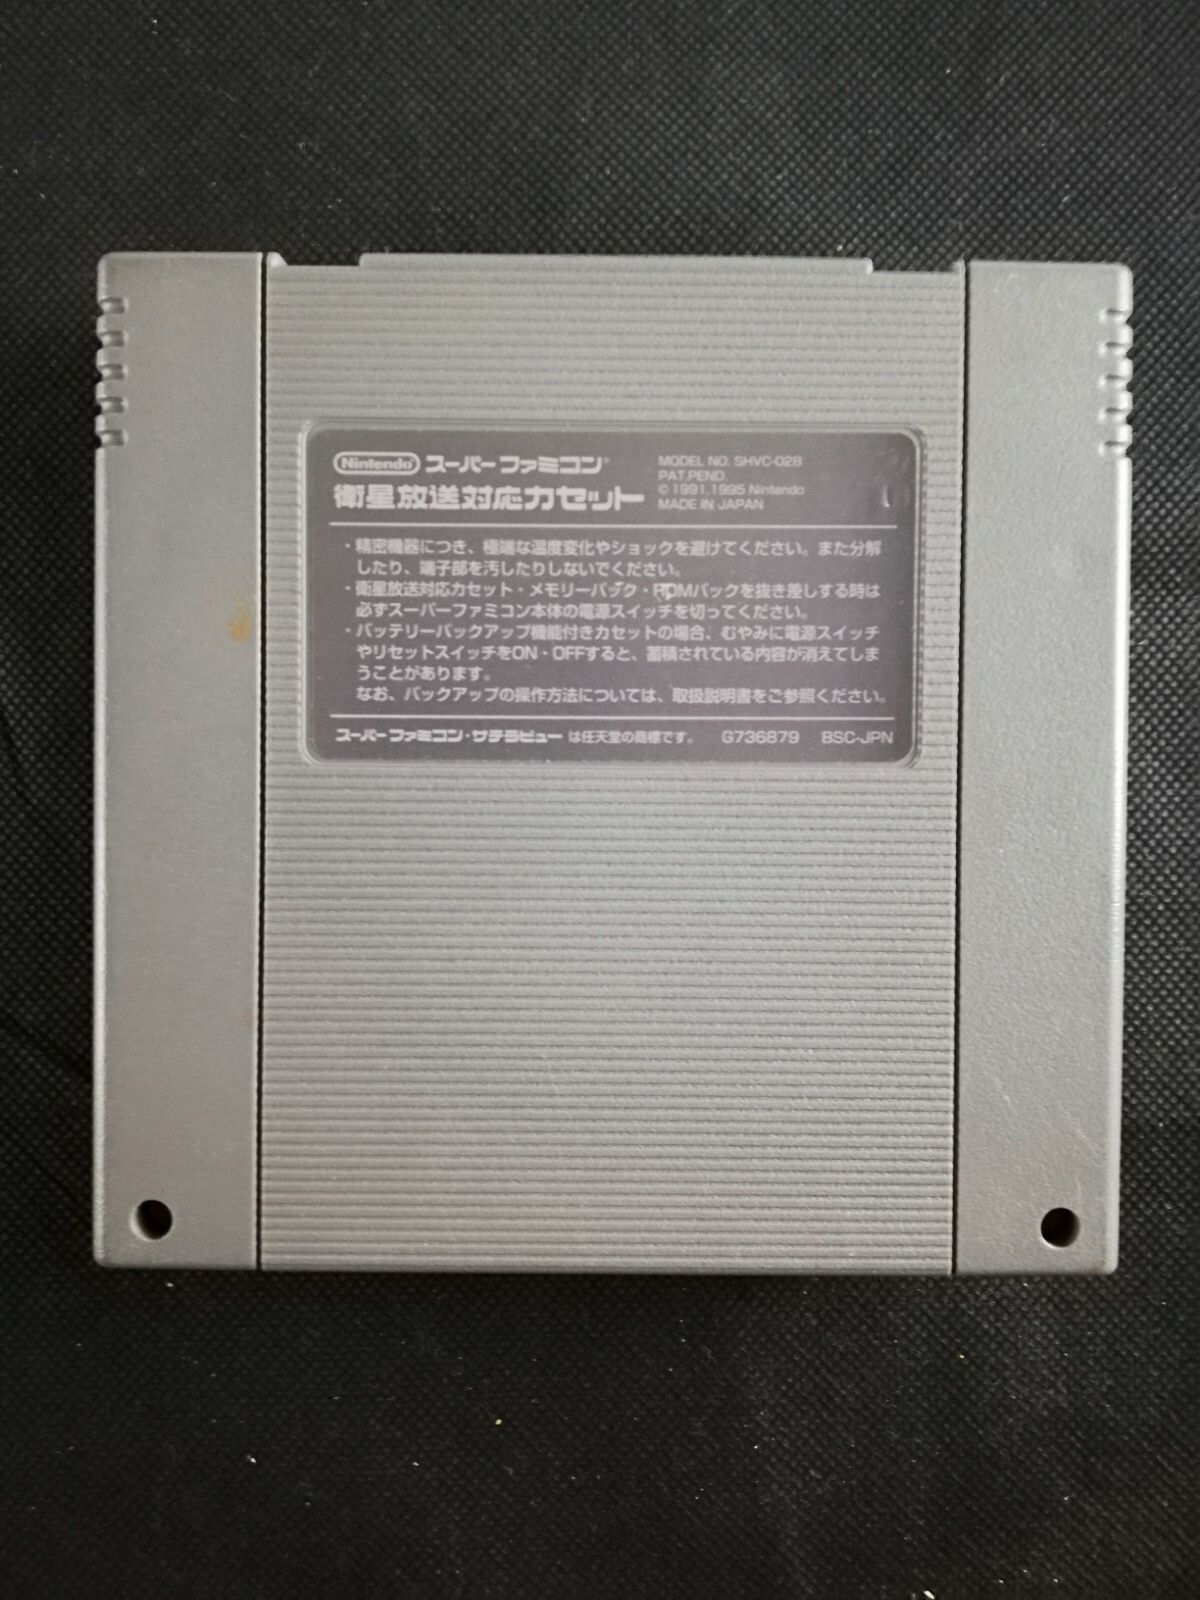 Nintendo スーパーファミコン®
衛星放送対応カセット
MODEL NO. SHVC-028
PAT.PEND.
© 1991,1995 Nintendo
MADE IN JAPAN
・精密機器につき、極端な温度変化やショックを避けてください。また分解
したり、端子部を汚したりしないでください。
・衛星放送対応カセット・メモリーパック・ROMパックを抜き差しする時は
必ずスーパーファミコン本体の電源スイッチを切ってください。
・バッテリーバックアップ機能付きカセットの場合、むやみに電源スイッチ
やリセットスイッチをON・OFFすると、蓄積されている内容が消えてしま
うことがあります。
なお、バックアップの操作方法については、取扱説明書をご参照ください。
スーパーファミコン・サテラビュー は任天堂の商標です。 G736879 BSC-JPN